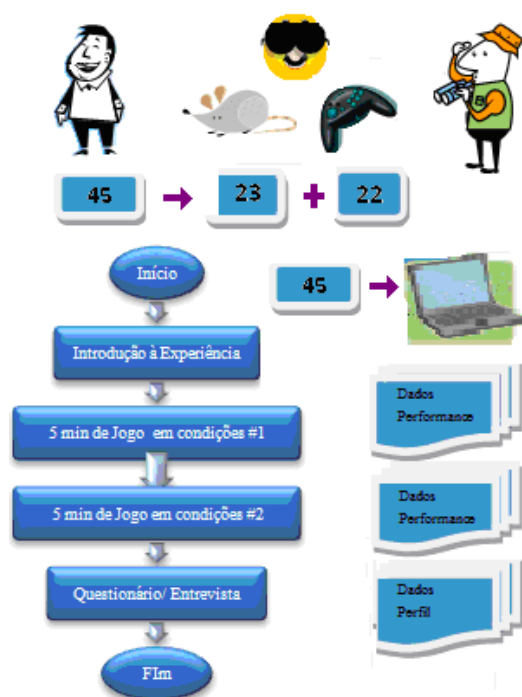 45 → 23 + 22
45 →
Início
Introdução à Experiência
5 min de Jogo em condições #1
5 min de Jogo em condições #2
Questionário/ Entrevista
FIm
Dados
Performance
Dados
Performance
Dados
Perfil